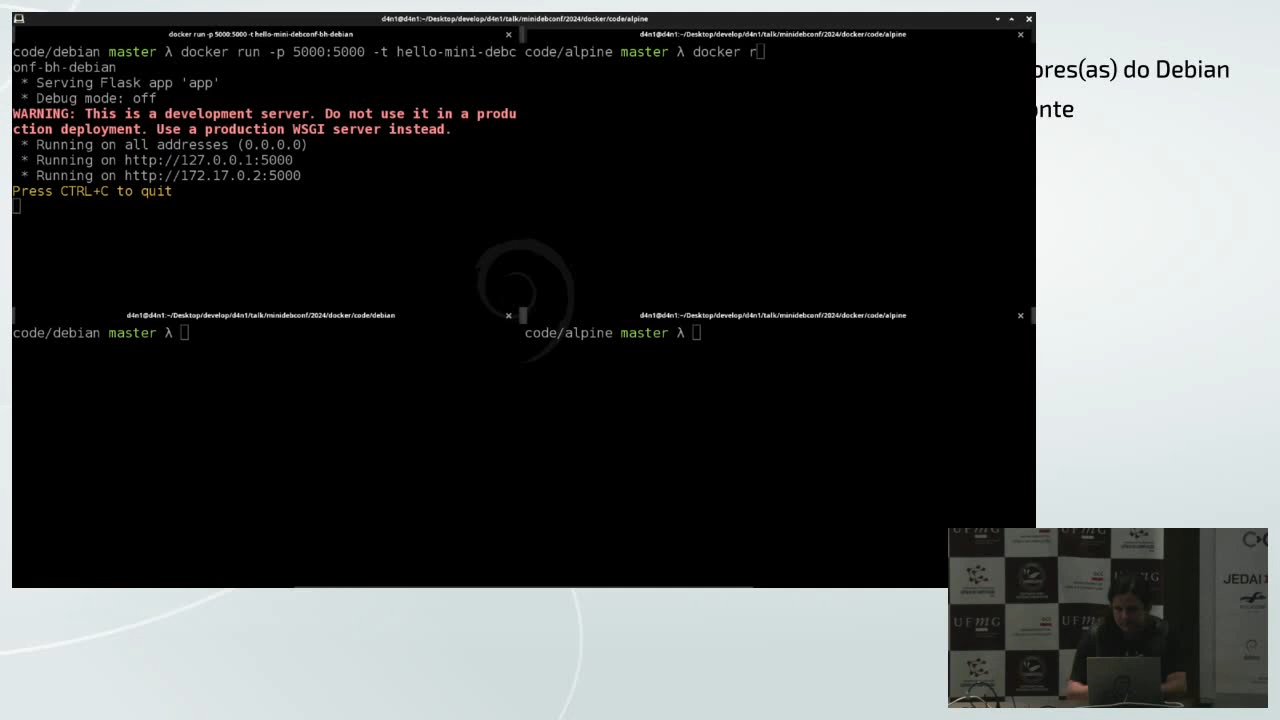 d4n1@d4n1:~/Desktop/develop/d4n1/talk/minidebconf/2024/docker/code/alpine
docker run -p 5000:5000 -t hello-mini-debconf-bh-debian
code/debian master λ docker run -p 5000:5000 -t hello-mini-debc
onf-bh-debian
* Serving Flask app 'app'
* Debug mode: off
WARNING: This is a development server. Do not use it in a produ
ction deployment. Use a production WSGI server instead.
* Running on all addresses (0.0.0.0)
* Running on http://127.0.0.1:5000
* Running on http://172.17.0.2:5000
Press CTRL+C to quit
d4n1@d4n1:~/Desktop/develop/d4n1/talk/minidebconf/2024/docker/code/alpine
code/alpine master λ docker r
d4n1@d4n1:~/Desktop/develop/d4n1/talk/minidebconf/2024/docker/code/debian
code/debian master λ
d4n1@d4n1:~/Desktop/develop/d4n1/talk/minidebconf/2024/docker/code/alpine
code/alpine master λ
ores(as) do Debian
onte
UFMG
UFMG
JEDAI